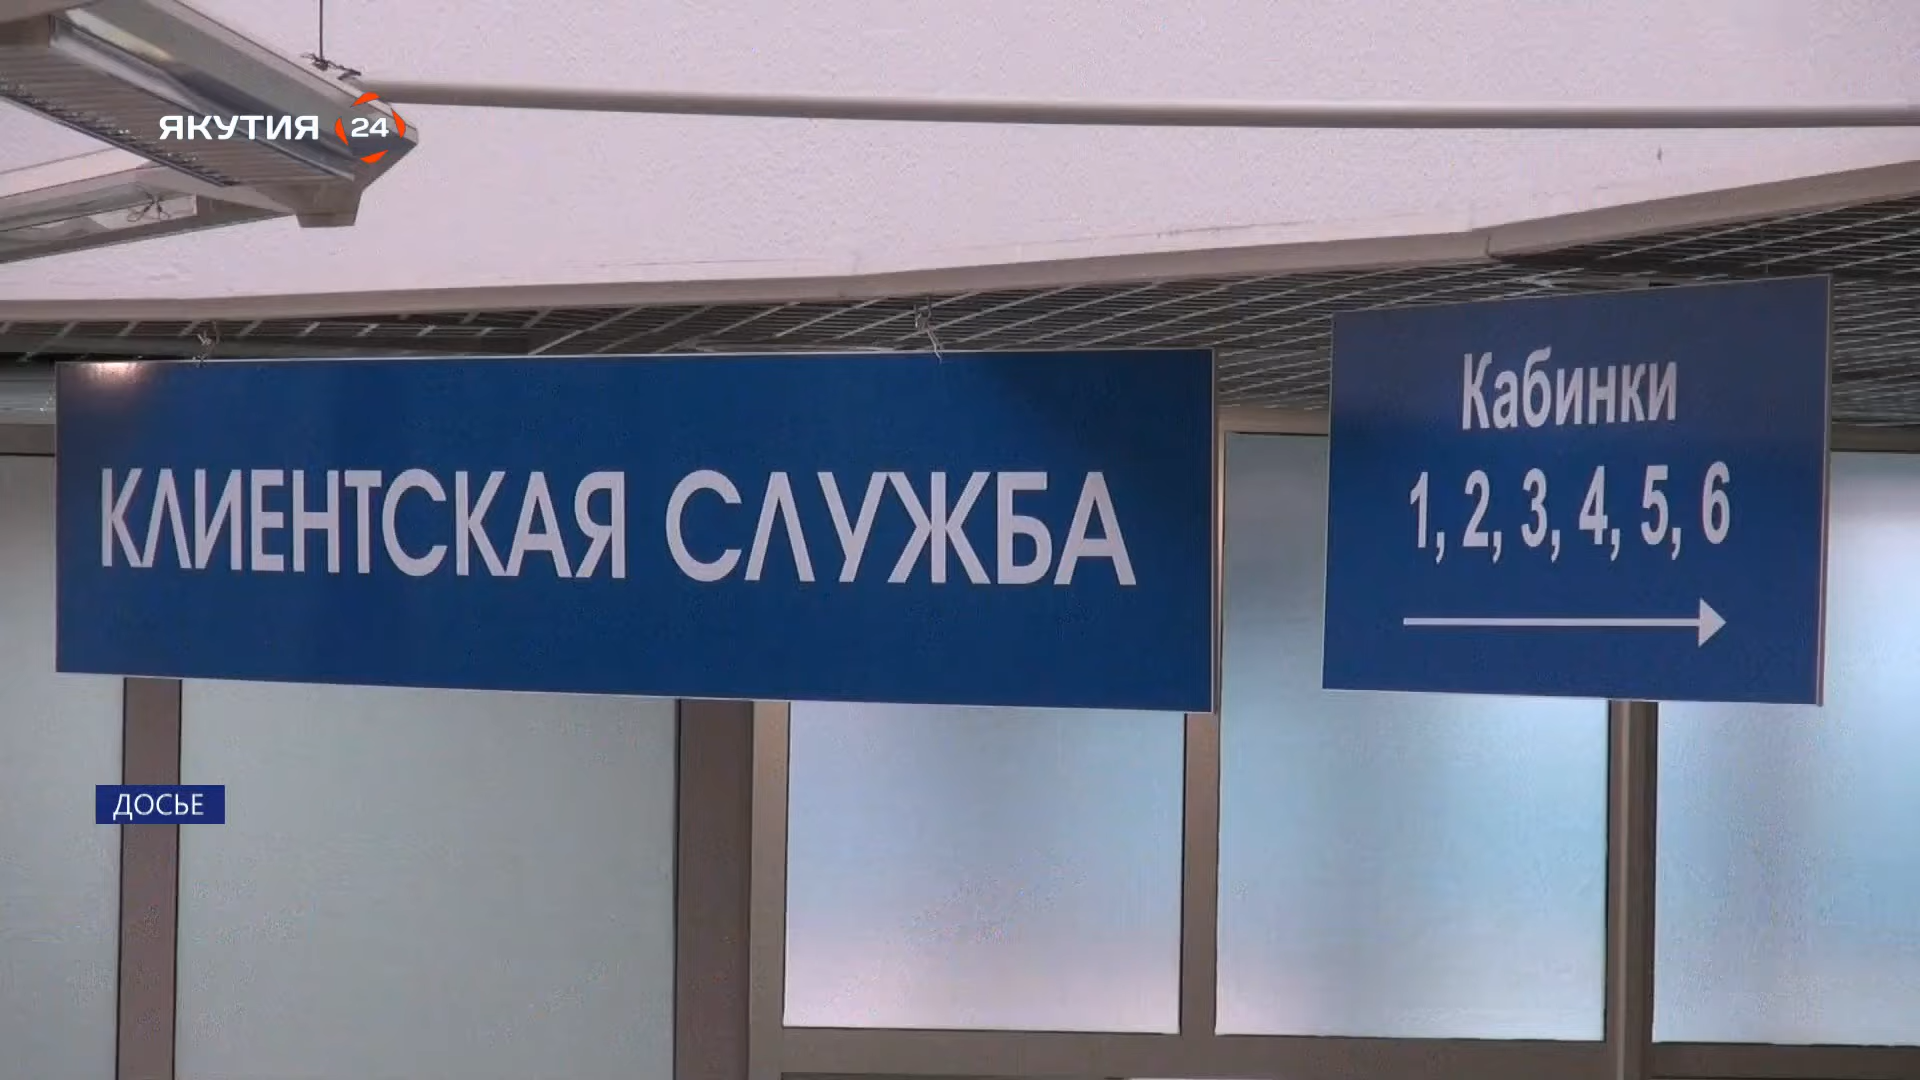 ЯКУТИЯ 24
КЛИЕНТСКАЯ СЛУЖБА
Кабинки
1, 2, 3, 4, 5, 6
ДОСЬЕ